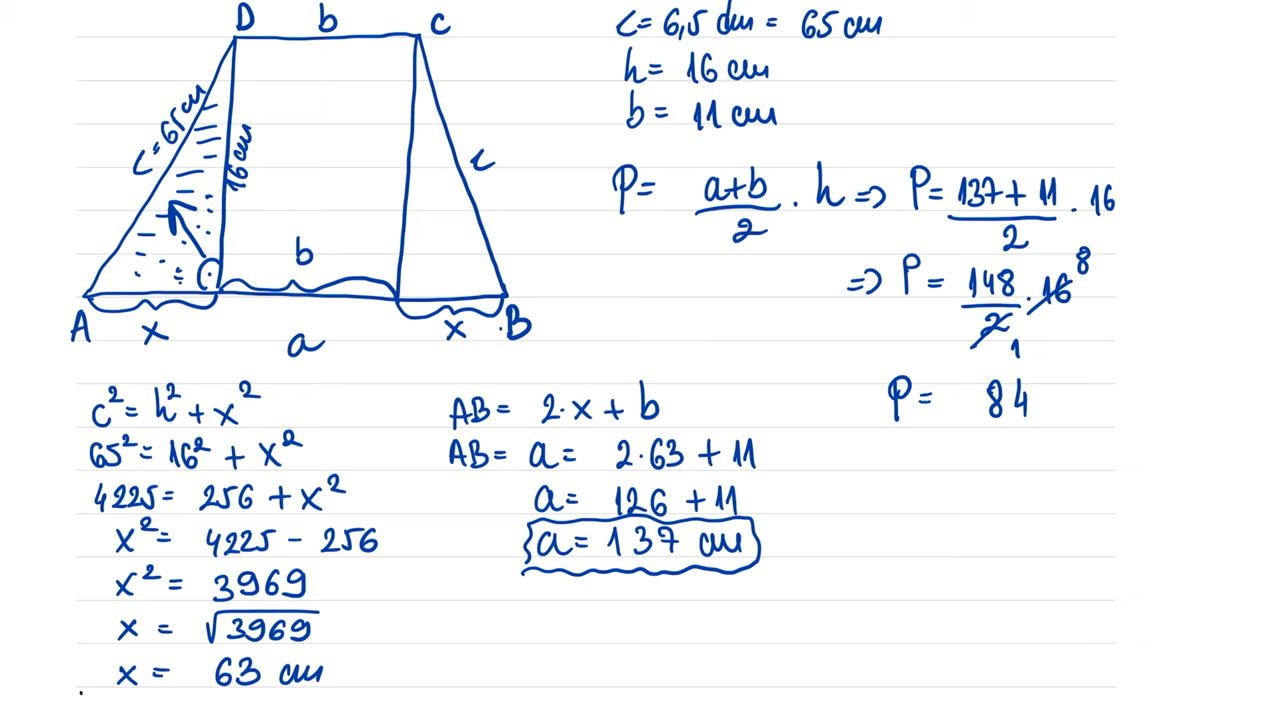 D b C
c = 65 cm
16 cm
c
b
A x a x B
c = 6,5 dm = 65 cm
h = 16 cm
b = 11 cm
P = a+b/2 · h => P = 137 + 11/2 · 16
=> P = 148/2 · 16 8
1
P = 84
c² = h² + x²
65² = 16² + x²
4225 = 256 + x²
x² = 4225 - 256
x² = 3969
x = √3969
x = 63 cm
AB = 2·x + b
AB = a = 2·63 + 11
a = 126 + 11
a = 137 cm